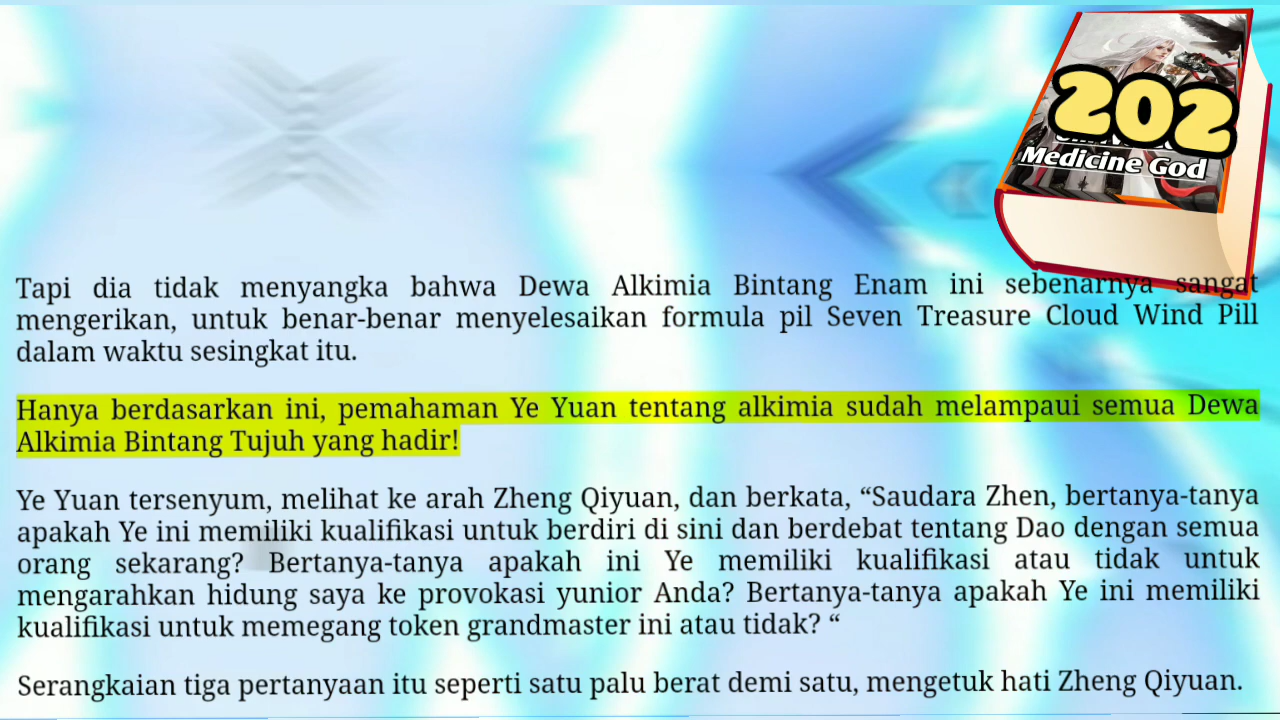 202
Medicine God
Tapi dia tidak menyangka bahwa Dewa Alkimia Bintang Enam ini sebenarnya sangat
mengerikan, untuk benar-benar menyelesaikan formula pil Seven Treasure Cloud Wind Pill
dalam waktu sesingkat itu.
Hanya berdasarkan ini, pemahaman Ye Yuan tentang alkimia sudah melampaui semua Dewa
Alkimia Bintang Tujuh yang hadir!
Ye Yuan tersenyum, melihat ke arah Zheng Qiyuan, dan berkata, “Saudara Zhen, bertanya-tanya
apakah Ye ini memiliki kualifikasi untuk berdiri di sini dan berdebat tentang Dao dengan semua
orang sekarang? Bertanya-tanya apakah ini Ye memiliki kualifikasi atau tidak untuk
mengarahkan hidung saya ke provokasi yunior Anda? Bertanya-tanya apakah Ye ini memiliki
kualifikasi untuk memegang token grandmaster ini atau tidak? “
Serangkaian tiga pertanyaan itu seperti satu palu berat demi satu, mengetuk hati Zheng Qiyuan.